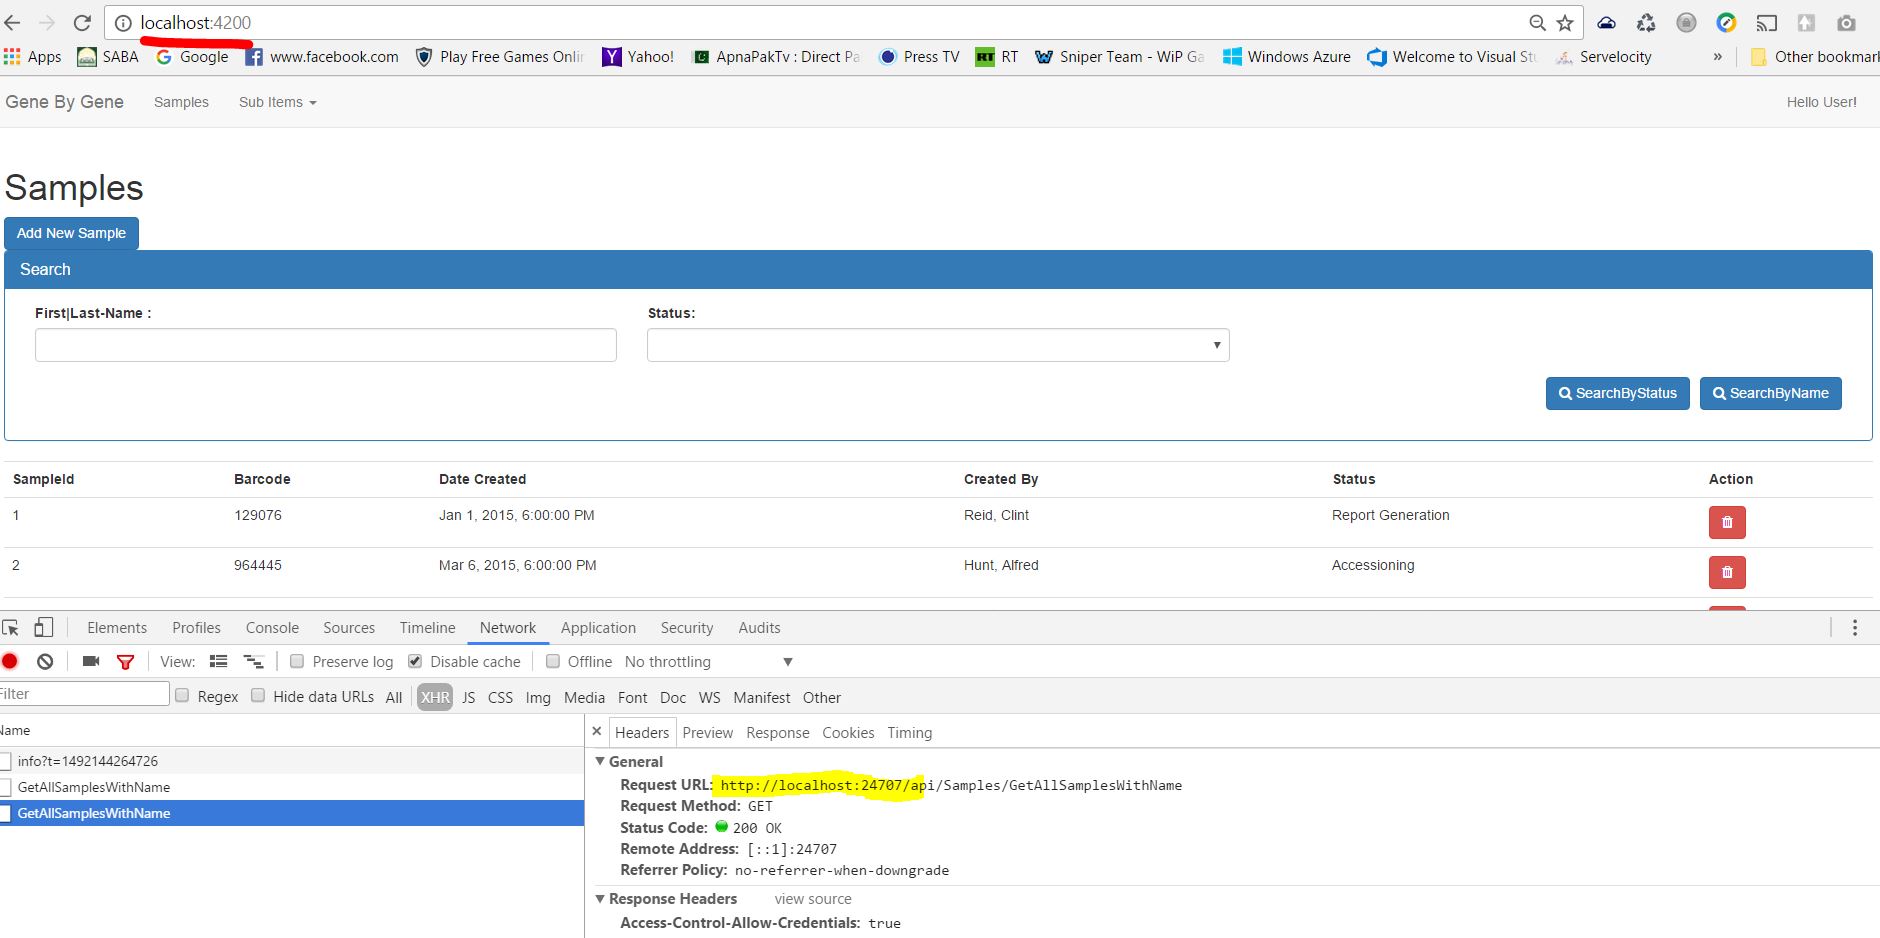 localhost:4200
Apps SABA Google www.facebook.com Play Free Games Onlin Yahoo! ApnaPakTv : Direct Pa Press TV RT Sniper Team - WiP Ga Windows Azure Welcome to Visual Stu Servelocity » Other bookmark
Gene By Gene Samples Sub Items Hello User!
Samples
Add New Sample
Search
First|Last-Name : Status:
SearchByStatus SearchByName
SampleId Barcode Date Created Created By Status Action
1 129076 Jan 1, 2015, 6:00:00 PM Reid, Clint Report Generation
2 964445 Mar 6, 2015, 6:00:00 PM Hunt, Alfred Accessioning
Elements Profiles Console Sources Timeline Network Application Security Audits
View: Preserve log Disable cache Offline No throttling
Filter Regex Hide data URLs All XHR JS CSS Img Media Font Doc WS Manifest Other
Name
info?t=1492144264726
GetAllSamplesWithName
GetAllSamplesWithName
× Headers Preview Response Cookies Timing
General
Request URL: http://localhost:24707/api/Samples/GetAllSamplesWithName
Request Method: GET
Status Code: 200 OK
Remote Address: [::1]:24707
Referrer Policy: no-referrer-when-downgrade
Response Headers view source
Access-Control-Allow-Credentials: true